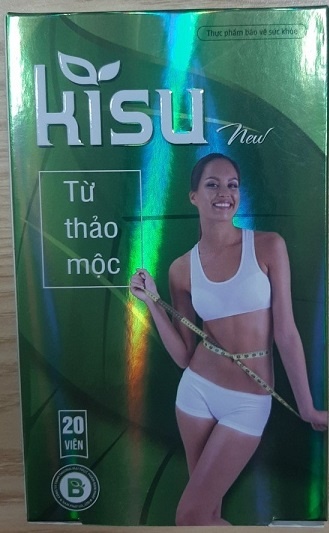 Thực phẩm bảo vệ sức khỏe
kisu
New
Từ
thảo
mộc
20
VIÊN
B